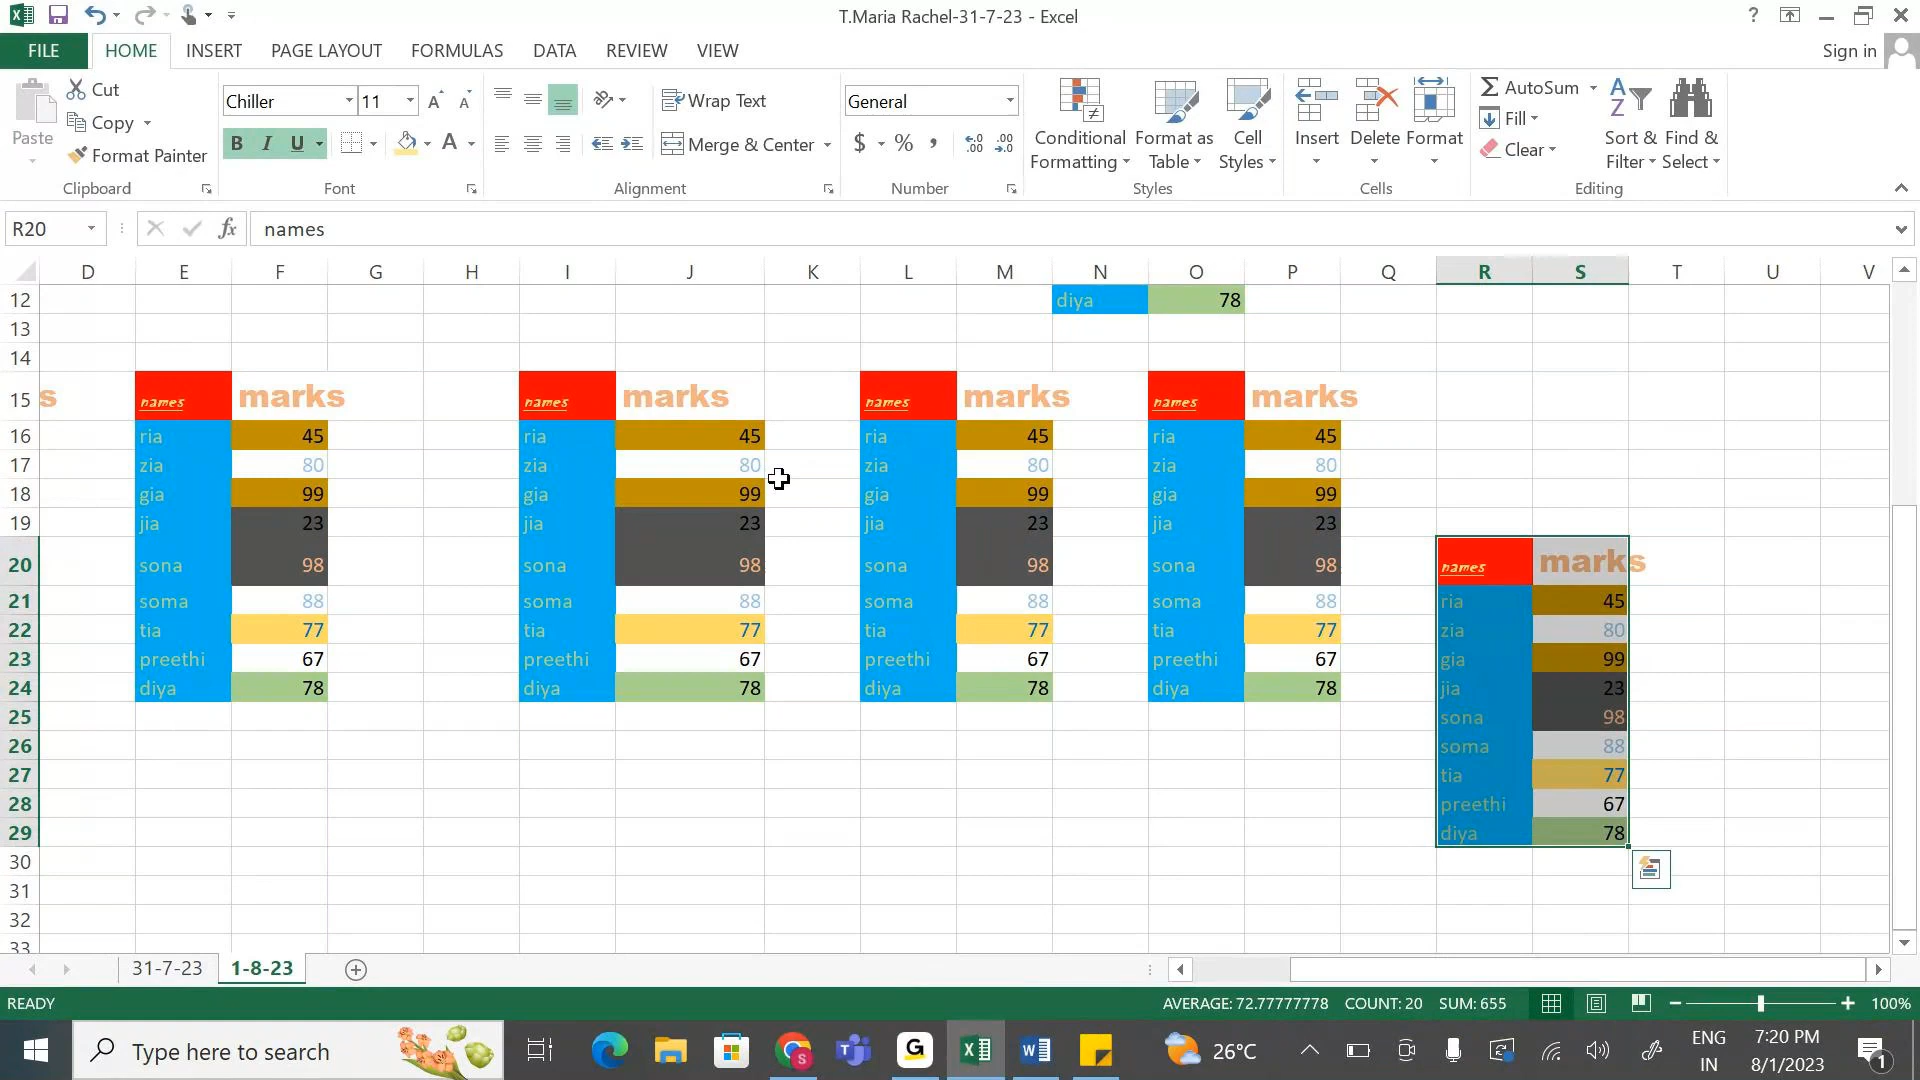 T.Maria Rachel-31-7-23 - Excel
?
FILE HOME INSERT PAGE LAYOUT FORMULAS DATA REVIEW VIEW Sign in
Paste Cut Copy Format Painter Clipboard
Chiller 11 A A B I U A Font
Wrap Text Merge & Center Alignment
General $ % , .00 .00 Number
Conditional Formatting Format as Table Cell Styles Styles
Insert Delete Format Cells
AutoSum Fill Clear Sort & Filter Find & Select Editing
R20 fx names
D E F G H I J K L M N O P Q R S T U V
12 diya 78
13
14
15 s names marks names marks names marks names marks
16 ria 45 ria 45 ria 45 ria 45
17 zia 80 zia 80 zia 80 zia 80
18 gia 99 gia 99 gia 99 gia 99
19 jia 23 jia 23 jia 23 jia 23
20 sona 98 sona 98 sona 98 sona 98 names marks
21 soma 88 soma 88 soma 88 soma 88 ria 45
22 tia 77 tia 77 tia 77 tia 77 zia 80
23 preethi 67 preethi 67 preethi 67 preethi 67 gia 99
24 diya 78 diya 78 diya 78 diya 78 jia 23
25 sona 98
26 soma 88
27 tia 77
28 preethi 67
29 diya 78
30
31
32
33
31-7-23 1-8-23
READY AVERAGE: 72.77777778 COUNT: 20 SUM: 655 100%
Type here to search 26°C ENG IN 7:20 PM 8/1/2023 1